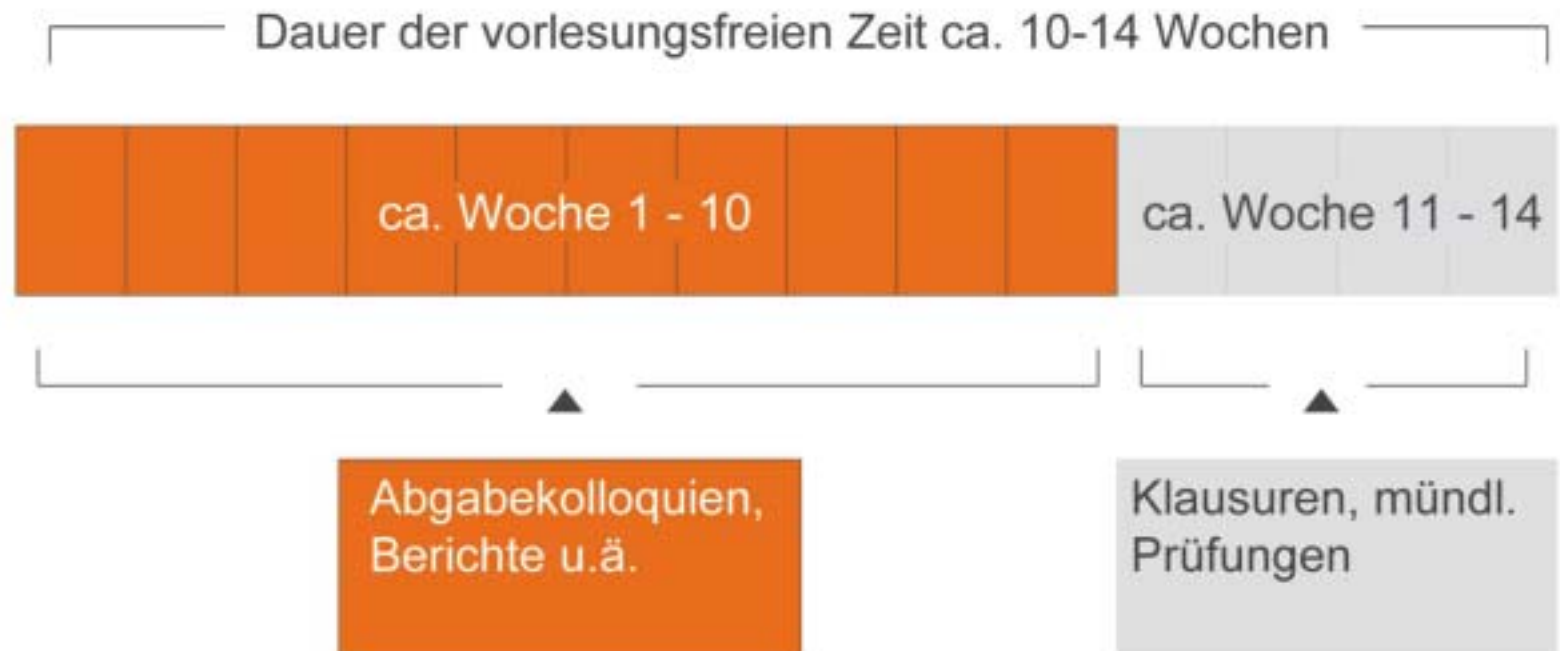 Dauer der vorlesungsfreien Zeit ca. 10-14 Wochen
ca. Woche 1 - 10
ca. Woche 11 - 14
Abgabekolloquien,
Berichte u.ä.
Klausuren, mündl.
Prüfungen